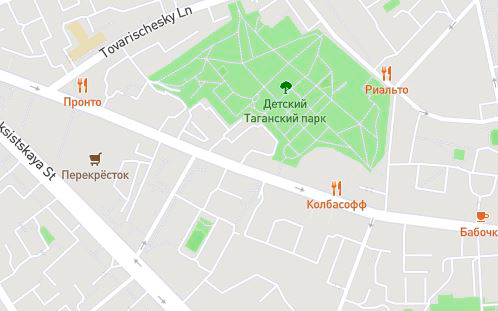 Tovarischesky Ln
Пронто
Риальто
Детский
Таганский парк
ksistskaya St
Перекрёсток
Колбасофф
Бабочк